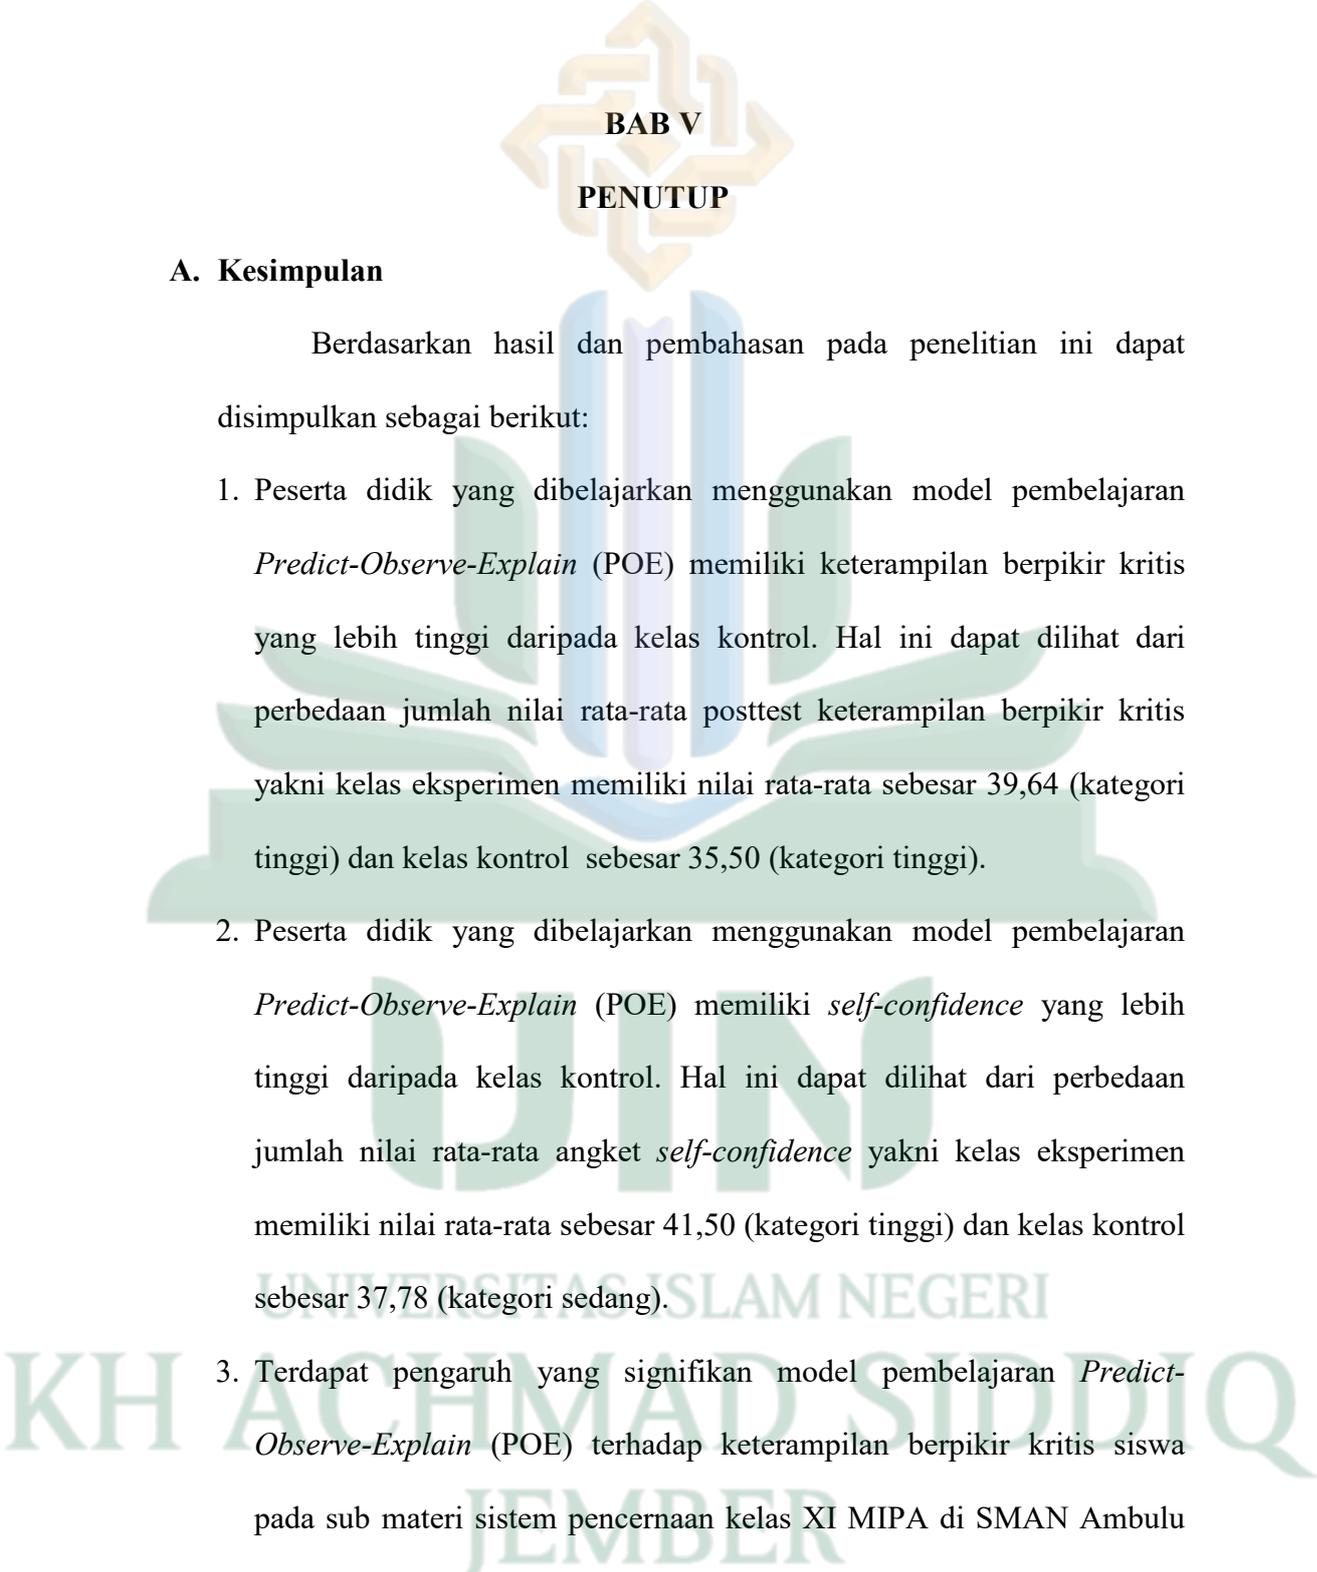 BAB V
PENUTUP
A. Kesimpulan
Berdasarkan hasil dan pembahasan pada penelitian ini dapat
disimpulkan sebagai berikut:
1. Peserta didik yang dibelajarkan menggunakan model pembelajaran
Predict-Observe-Explain (POE) memiliki keterampilan berpikir kritis
yang lebih tinggi daripada kelas kontrol. Hal ini dapat dilihat dari
perbedaan jumlah nilai rata-rata posttest keterampilan berpikir kritis
yakni kelas eksperimen memiliki nilai rata-rata sebesar 39,64 (kategori
tinggi) dan kelas kontrol sebesar 35,50 (kategori tinggi).
2. Peserta didik yang dibelajarkan menggunakan model pembelajaran
Predict-Observe-Explain (POE) memiliki self-confidence yang lebih
tinggi daripada kelas kontrol. Hal ini dapat dilihat dari perbedaan
jumlah nilai rata-rata angket self-confidence yakni kelas eksperimen
memiliki nilai rata-rata sebesar 41,50 (kategori tinggi) dan kelas kontrol
sebesar 37,78 (kategori sedang).
3. Terdapat pengaruh yang signifikan model pembelajaran Predict-
Observe-Explain (POE) terhadap keterampilan berpikir kritis siswa
pada sub materi sistem pencernaan kelas XI MIPA di SMAN Ambulu
UIN
UNIVERSITAS ISLAM NEGERI
KH ACHMAD SIDDIQ
JEMBER